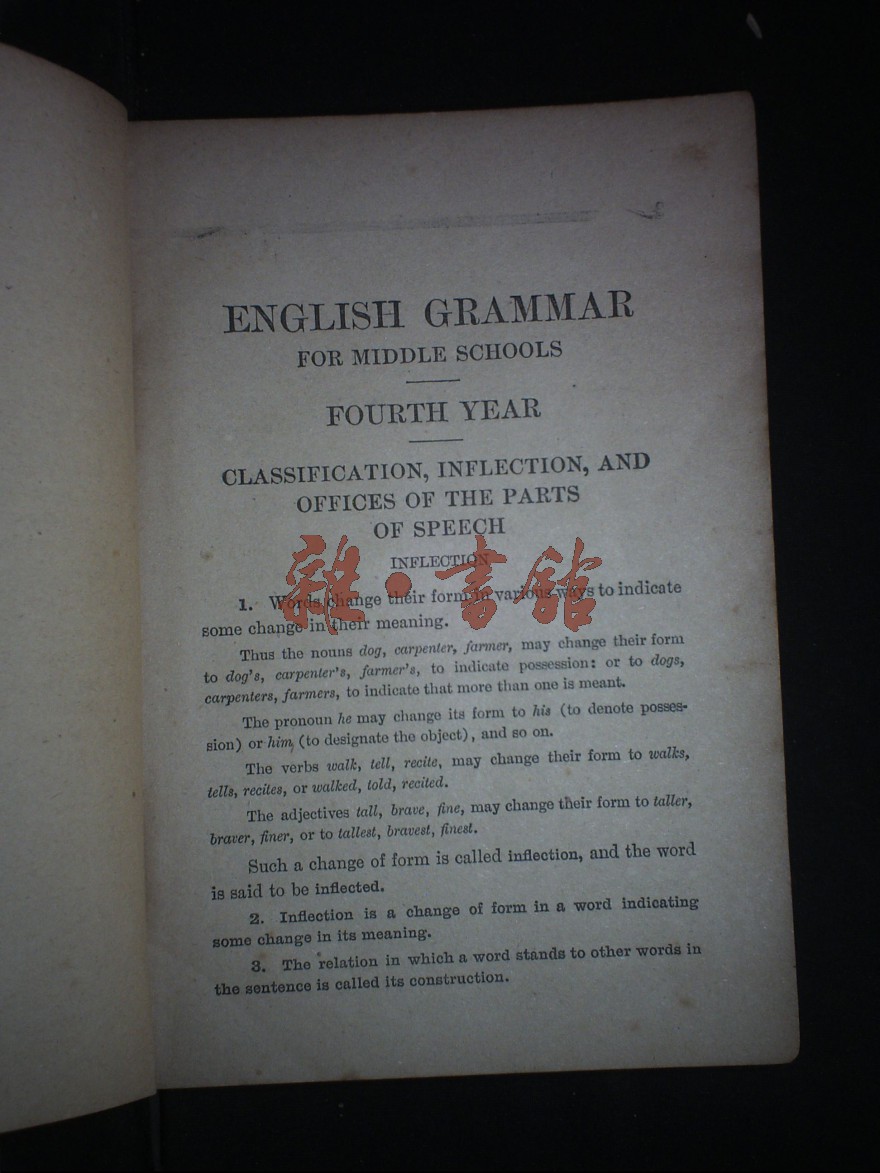 ENGLISH GRAMMAR
FOR MIDDLE SCHOOLS
FOURTH YEAR
CLASSIFICATION, INFLECTION, AND
OFFICES OF THE PARTS
OF SPEECH
INFLECTION
雜·書館
1. Words change their form in various ways to indicate
some change in their meaning.
Thus the nouns dog, carpenter, farmer, may change their form
to dog's, carpenter's, farmer's, to indicate possession: or to dogs,
carpenters, farmers, to indicate that more than one is meant.
The pronoun he may change its form to his (to denote posses-
sion) or him, (to designate the object), and so on.
The verbs walk, tell, recite, may change their form to walks,
tells, recites, or walked, told, recited.
The adjectives tall, brave, fine, may change their form to taller,
braver, finer, or to tallest, bravest, finest.
Such a change of form is called inflection, and the word
is said to be inflected.
2. Inflection is a change of form in a word indicating
some change in its meaning.
3. The relation in which a word stands to other words in
the sentence is called its construction.